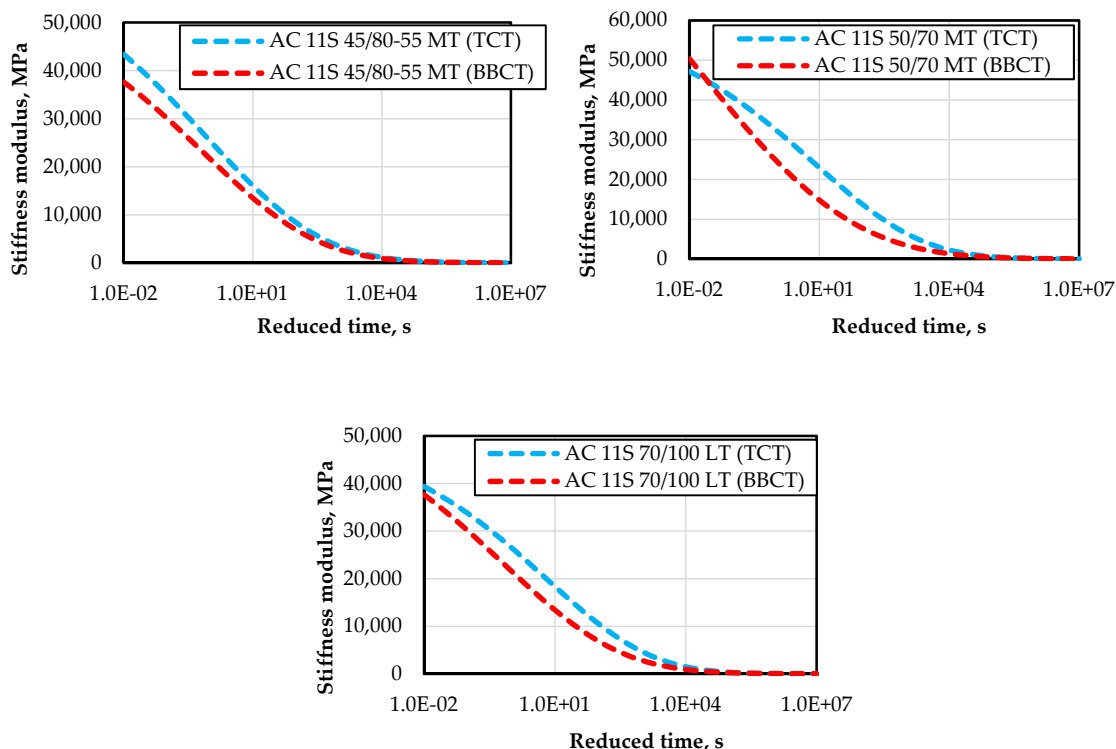 Stiffness modulus, MPa
50,000
40,000
30,000
20,000
10,000
0
AC 11S 45/80-55 MT (TCT)
AC 11S 45/80-55 MT (BBCT)
1.0E-02 1.0E+01 1.0E+04 1.0E+07
Reduced time, s
Stiffness modulus, MPa
60,000
50,000
40,000
30,000
20,000
10,000
0
AC 11S 50/70 MT (TCT)
AC 11S 50/70 MT (BBCT)
1.0E-02 1.0E+01 1.0E+04 1.0E+07
Reduced time, s
Stiffness modulus, MPa
50,000
40,000
30,000
20,000
10,000
0
AC 11S 70/100 LT (TCT)
AC 11S 70/100 LT (BBCT)
1.0E-02 1.0E+01 1.0E+04 1.0E+07
Reduced time, s